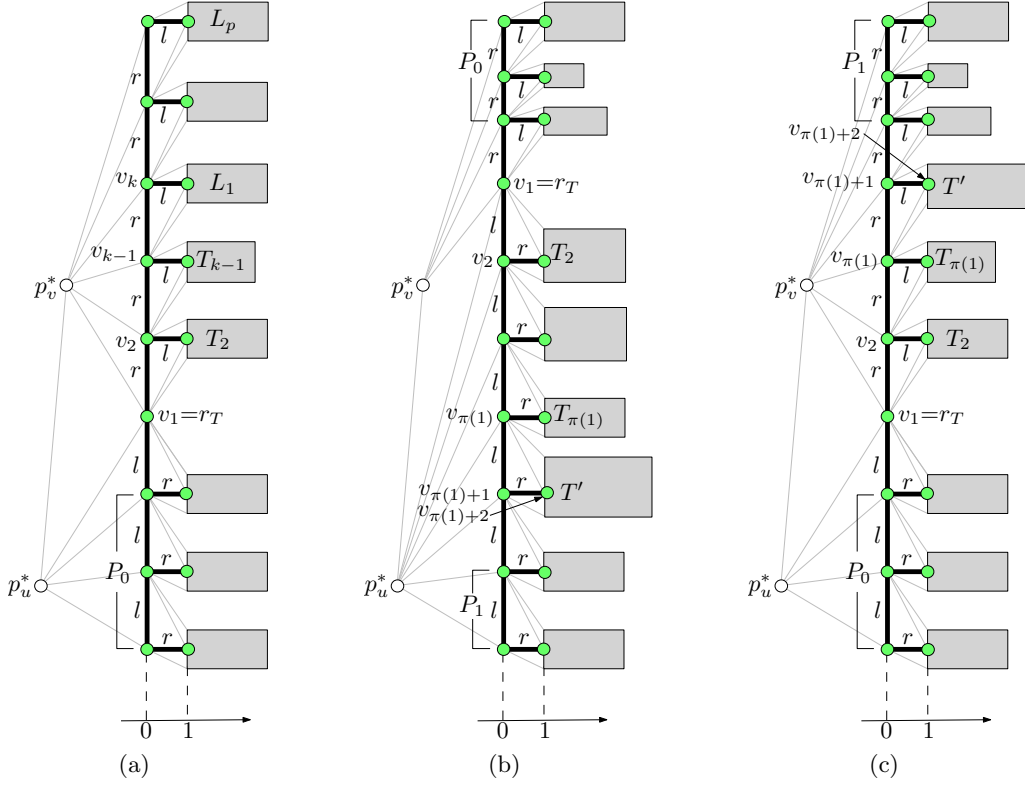 L_p
l
r
l
r
v_k
L_1
l
r
v_{k−1}
T_{k−1}
l
p_v^*
r
v_2
T_2
l
r
v_1=r_T
l
r
l
r
P_0
p_u^*
l
r
0
1
(a)
P_0
r
l
r
l
r
v_1=r_T
l
v_2
r
T_2
p_v^*
l
r
l
r
v_{π(1)}
T_{π(1)}
l
v_{π(1)+1}
r
T′
v_{π(1)+2}
l
r
p_u^*
P_1
l
r
0
1
(b)
r
l
P_1
r
l
v_{π(1)+2}
r
v_{π(1)+1}
l
T′
r
v_{π(1)}
T_{π(1)}
l
p_v^*
r
v_2
T_2
l
r
v_1=r_T
l
r
l
r
P_0
p_u^*
l
r
0
1
(c)